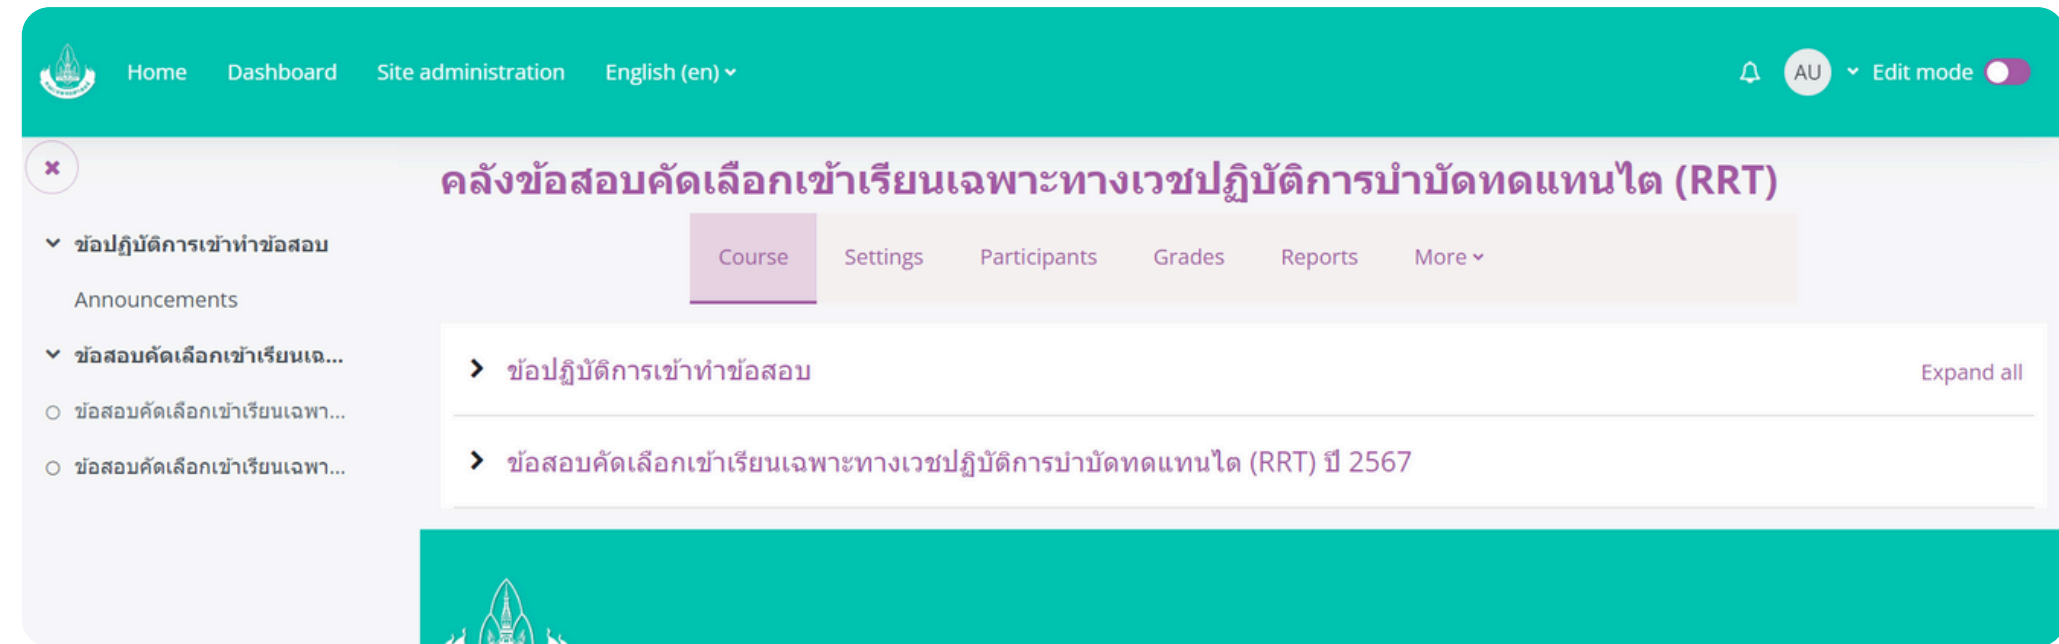 Home Dashboard Site administration English (en) AU Edit mode
คลังข้อสอบคัดเลือกเข้าเรียนเฉพาะทางเวชปฏิบัติการบำบัดทดแทนไต (RRT)
Course Settings Participants Grades Reports More
ข้อปฏิบัติการเข้าทำข้อสอบ
Announcements
ข้อสอบคัดเลือกเข้าเรียนเฉ...
ข้อสอบคัดเลือกเข้าเรียนเฉพา...
ข้อสอบคัดเลือกเข้าเรียนเฉพา...
ข้อปฏิบัติการเข้าทำข้อสอบ Expand all
ข้อสอบคัดเลือกเข้าเรียนเฉพาะทางเวชปฏิบัติการบำบัดทดแทนไต (RRT) ปี 2567